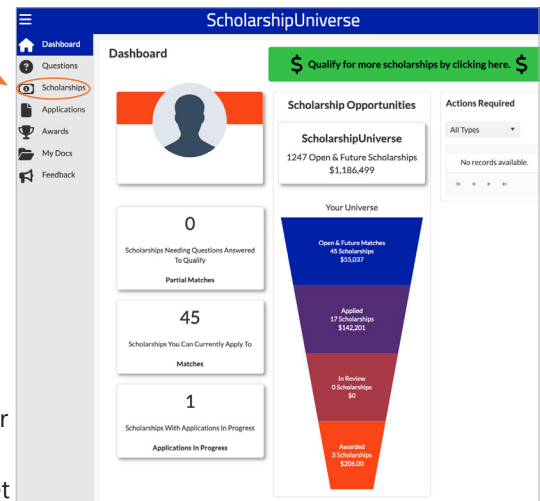 ScholarshipUniverse
Dashboard
Questions
Scholarships
Applications
Awards
My Docs
Feedback
Dashboard
$ Qualify for more scholarships by clicking here. $
0
Scholarships Needing Questions Answered
To Qualify
Partial Matches
45
Scholarships You Can Currently Apply To
Matches
1
Scholarships With Applications In Progress
Applications In Progress
Scholarship Opportunities
ScholarshipUniverse
1247 Open & Future Scholarships
$1,186,499
Your Universe
Open & Future Matches
45 Scholarships
$55,037
Applied
17 Scholarships
$142,201
In Review
0 Scholarships
$0
Awarded
3 Scholarships
$206.00
Actions Required
All Types
No records available.
r
t